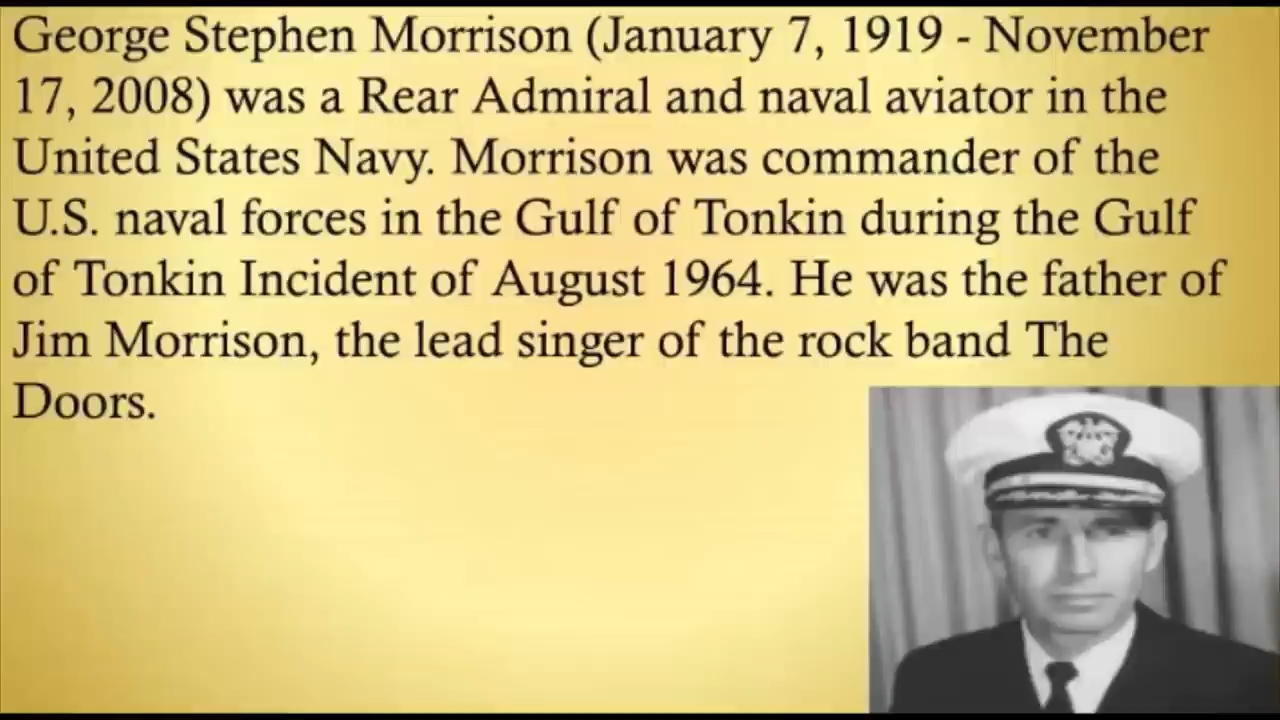 George Stephen Morrison (January 7, 1919 - November
17, 2008) was a Rear Admiral and naval aviator in the
United States Navy. Morrison was commander of the
U.S. naval forces in the Gulf of Tonkin during the Gulf
of Tonkin Incident of August 1964. He was the father of
Jim Morrison, the lead singer of the rock band The
Doors.